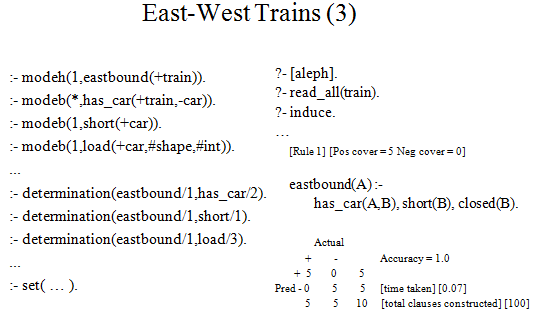 East-West Trains (3)
:- modeh(1,eastbound(+train)).
:- modeb(*,has_car(+train,-car)).
:- modeb(1,short(+car)).
:- modeb(1,load(+car,#shape,#int)).
...
:- determination(eastbound/1,has_car/2).
:- determination(eastbound/1,short/1).
:- determination(eastbound/1,load/3).
...
:- set( ... ).
?- [aleph].
?- read_all(train).
?- induce.
...
[Rule 1] [Pos cover = 5 Neg cover = 0]
eastbound(A) :-
has_car(A,B), short(B), closed(B).
Actual
+ - Accuracy = 1.0
+ 5 0 5
Pred - 0 5 5 [time taken] [0.07]
5 5 10 [total clauses constructed] [100]